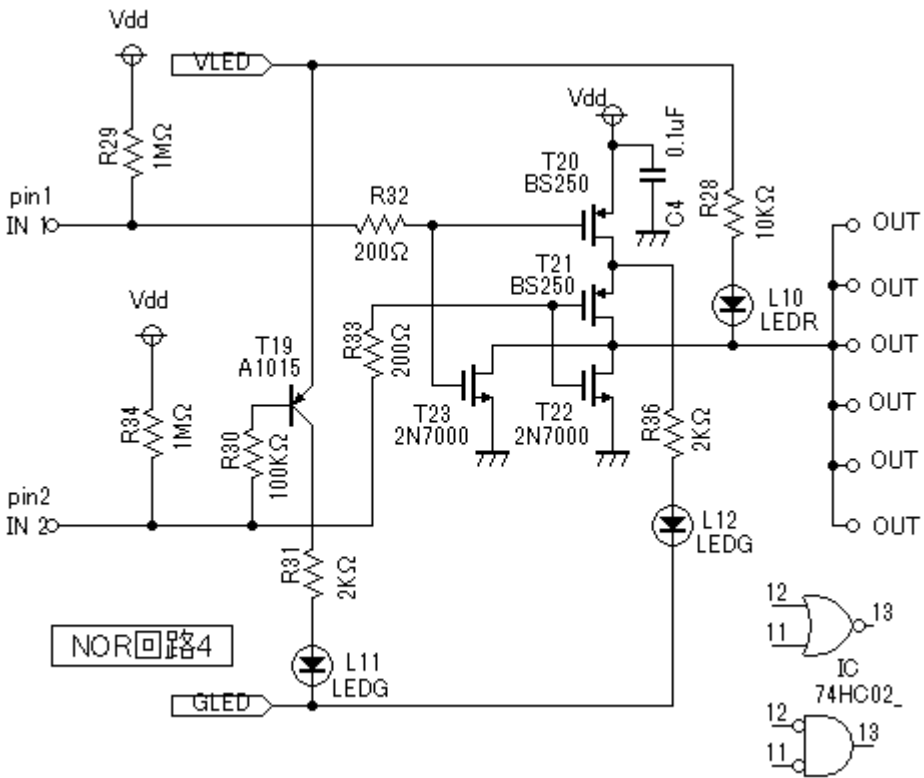 Vdd
VLED
R29
1MΩ
Vdd
0.1uF
T20
BS250
C4
R28
10KΩ
pin1
IN 1
R32
200Ω
OUT
T21
BS250
OUT
Vdd
L10
LEDR
R33
200Ω
OUT
T19
A1015
R34
1MΩ
R30
100KΩ
T23
2N7000
T22
2N7000
R36
2KΩ
OUT
OUT
pin2
IN 2
L12
LEDG
OUT
R31
2KΩ
12
11
13
NOR回路4
L11
LEDG
IC
74HC02_
GLED
12
11
13